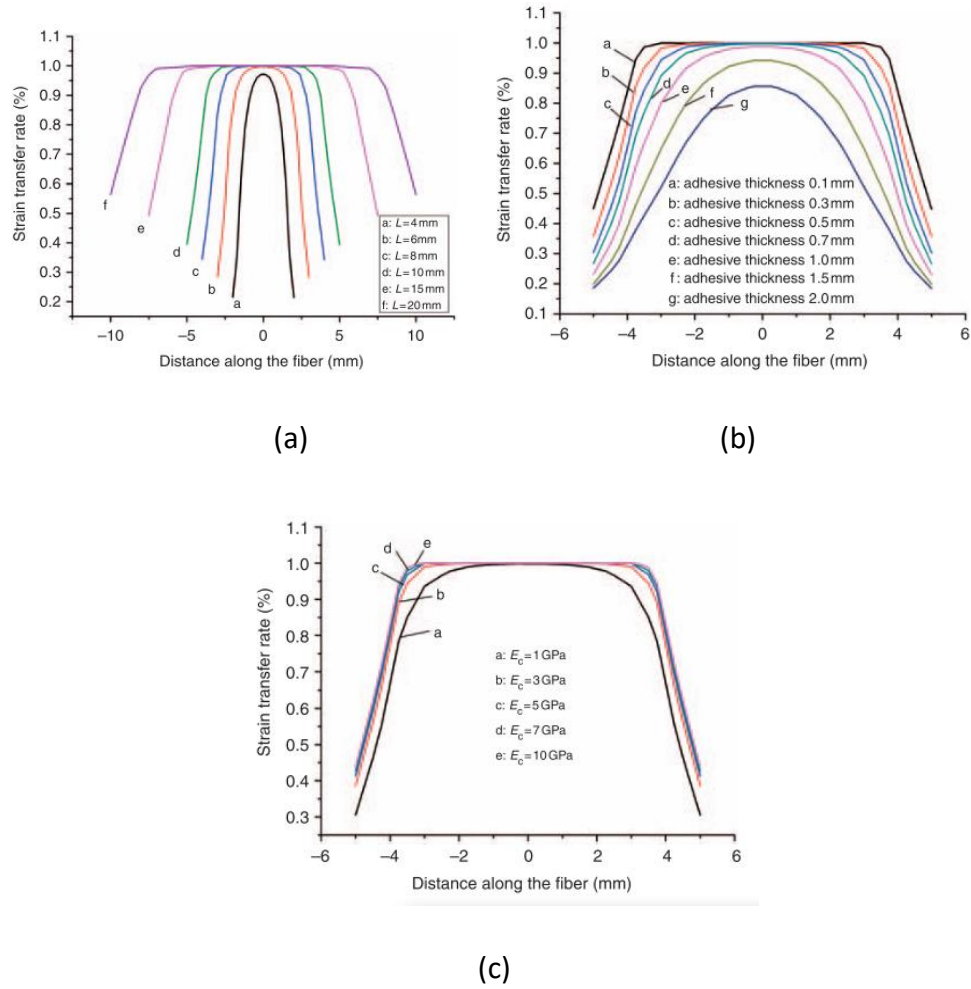 1.1
1.0
0.9
0.8
0.7
0.6
0.5
0.4
0.3
0.2
Strain transfer rate (%)
f
e
d
c
b
a
a: L=4mm
b: L=6mm
c: L=8mm
d: L=10mm
e: L=15mm
f: L=20mm
−10 −5 0 5 10
Distance along the fiber (mm)
(a)
1.1
1.0
0.9
0.8
0.7
0.6
0.5
0.4
0.3
0.2
0.1
Strain transfer rate (%)
a
b
c
d
e
f
g
a: adhesive thickness 0.1mm
b: adhesive thickness 0.3mm
c: adhesive thickness 0.5mm
d: adhesive thickness 0.7mm
e: adhesive thickness 1.0mm
f: adhesive thickness 1.5mm
g: adhesive thickness 2.0mm
−6 −4 −2 0 2 4 6
Distance along the fiber (mm)
(b)
1.1
1.0
0.9
0.8
0.7
0.6
0.5
0.4
0.3
Strain transfer rate (%)
d e
c
b
a
a: Ec=1GPa
b: Ec=3GPa
c: Ec=5GPa
d: Ec=7GPa
e: Ec=10GPa
−6 −4 −2 0 2 4 6
Distance along the fiber (mm)
(c)